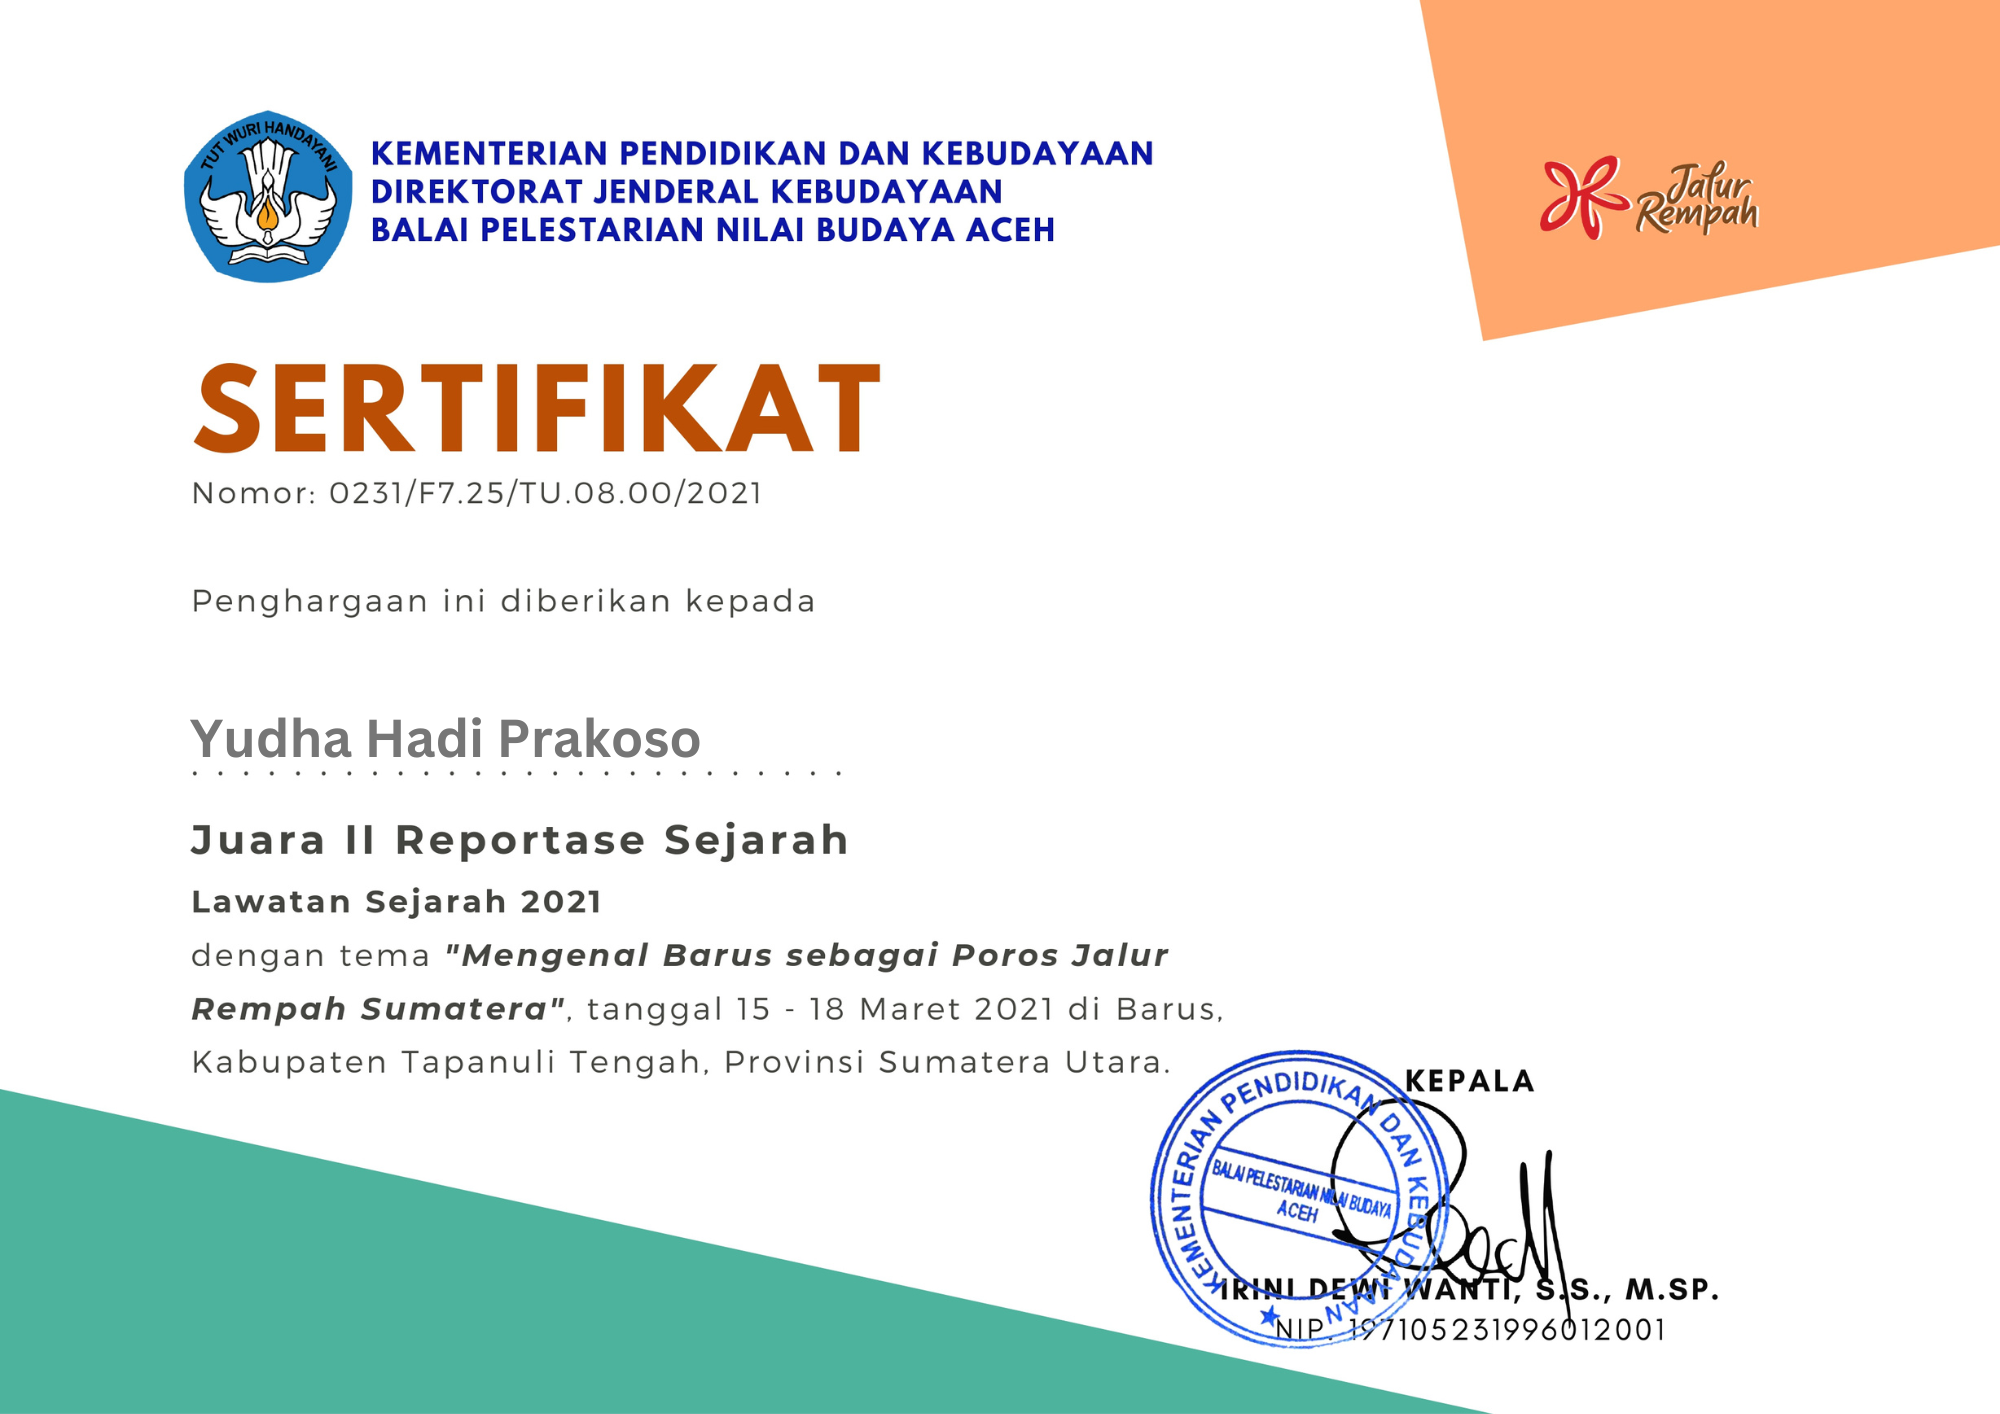 TUT WURI HANDAYANI
KEMENTERIAN PENDIDIKAN DAN KEBUDAYAAN
DIREKTORAT JENDERAL KEBUDAYAAN
BALAI PELESTARIAN NILAI BUDAYA ACEH
Jalur
Rempah
SERTIFIKAT
Nomor: 0231/F7.25/TU.08.00/2021
Penghargaan ini diberikan kepada
Yudha Hadi Prakoso
Juara II Reportase Sejarah
Lawatan Sejarah 2021
dengan tema "Mengenal Barus sebagai Poros Jalur
Rempah Sumatera", tanggal 15 - 18 Maret 2021 di Barus,
Kabupaten Tapanuli Tengah, Provinsi Sumatera Utara.
KEPALA
KEMENTERIAN PENDIDIKAN DAN KEBUDAYAAN
BALAI PELESTARIAN NILAI BUDAYA
ACEH
IRINI DEWI WANTI, S.S., M.SP.
NIP. 197105231996012001